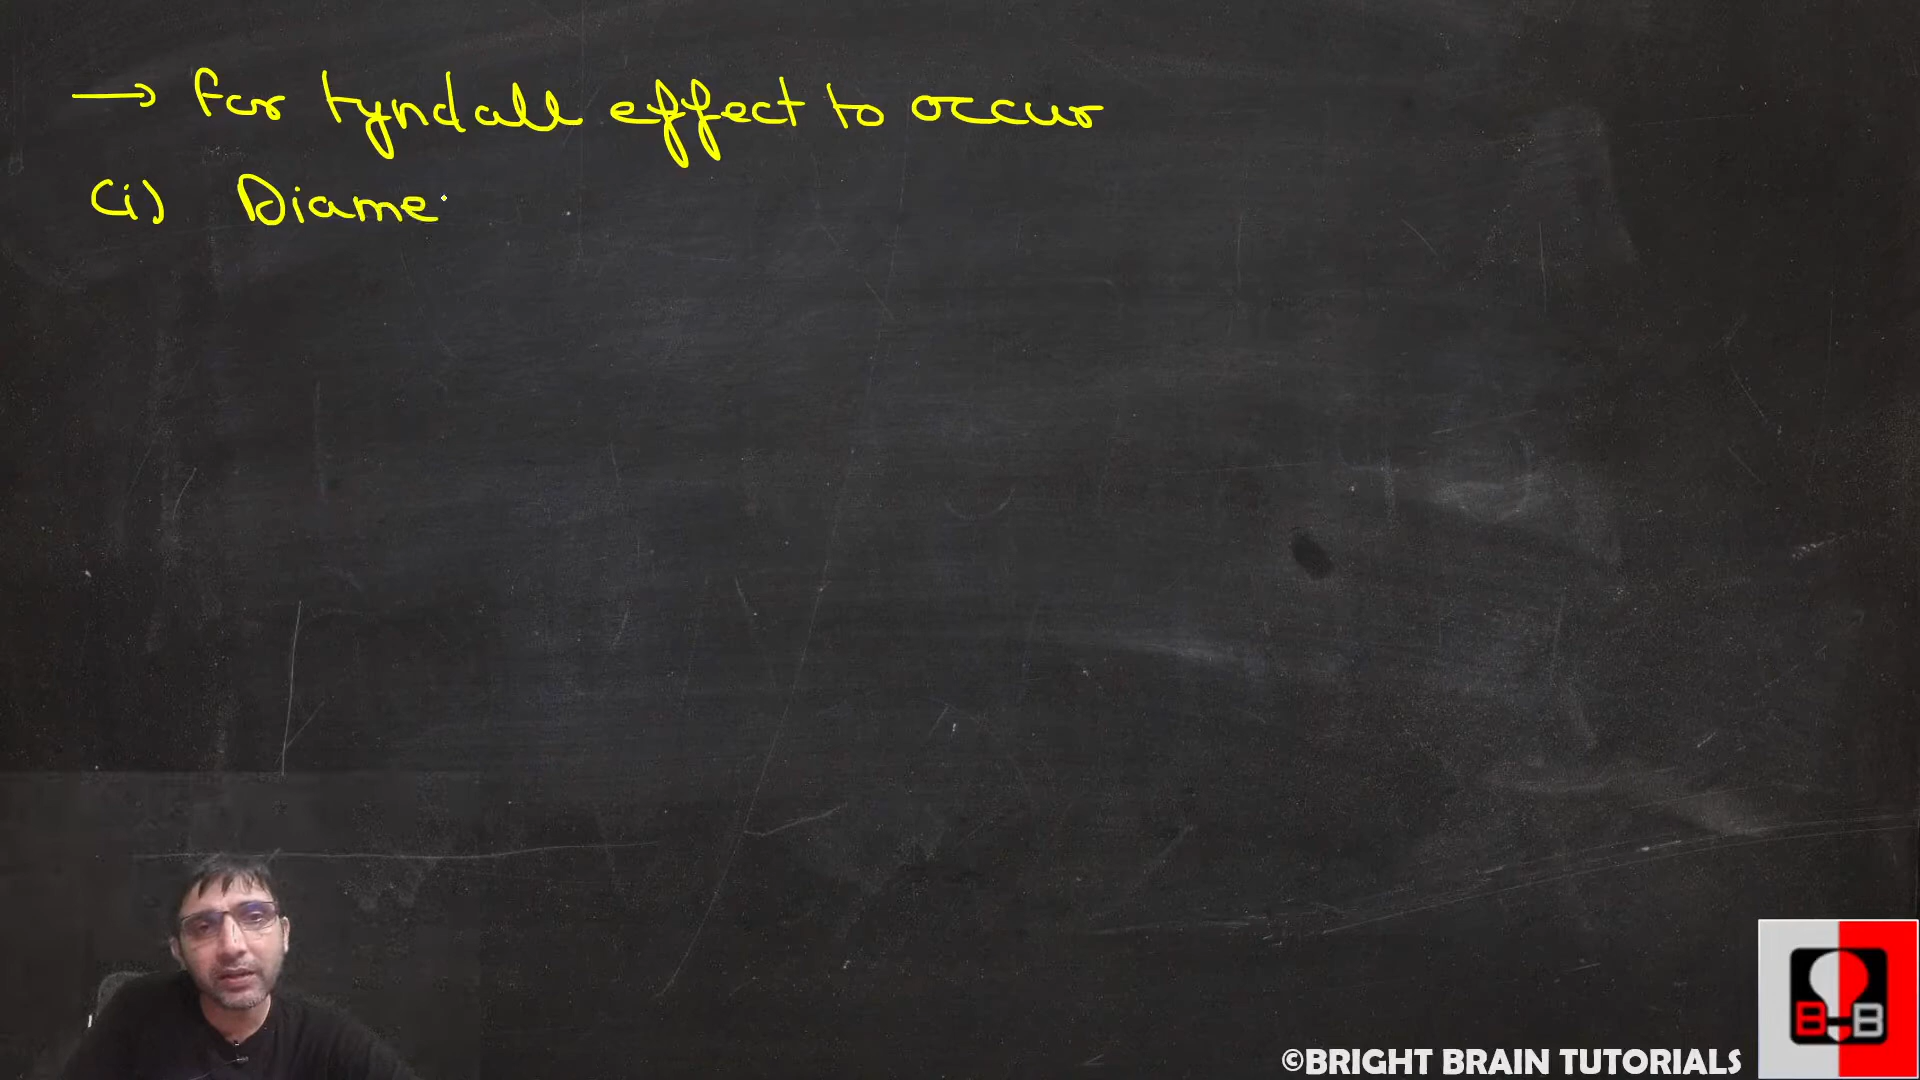 → for tyndall effect to occur
(i) Diame
B B
©BRIGHT BRAIN TUTORIALS